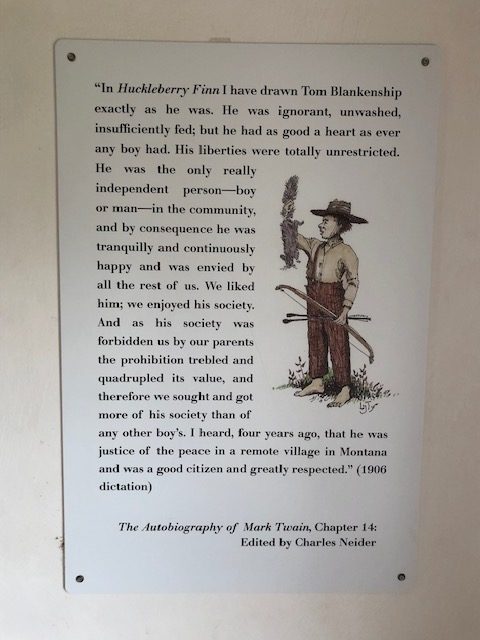 “In Huckleberry Finn I have drawn Tom Blankenship
exactly as he was. He was ignorant, unwashed,
insufficiently fed; but he had as good a heart as ever
any boy had. His liberties were totally unrestricted.
He was the only really
independent person—boy
or man—in the community,
and by consequence he was
tranquilly and continuously
happy and was envied by
all the rest of us. We liked
him; we enjoyed his society.
And as his society was
forbidden us by our parents
the prohibition trebled and
quadrupled its value, and
therefore we sought and got
more of his society than of
any other boy’s. I heard, four years ago, that he was
justice of the peace in a remote village in Montana
and was a good citizen and greatly respected.” (1906
dictation)
The Autobiography of Mark Twain, Chapter 14:
Edited by Charles Neider